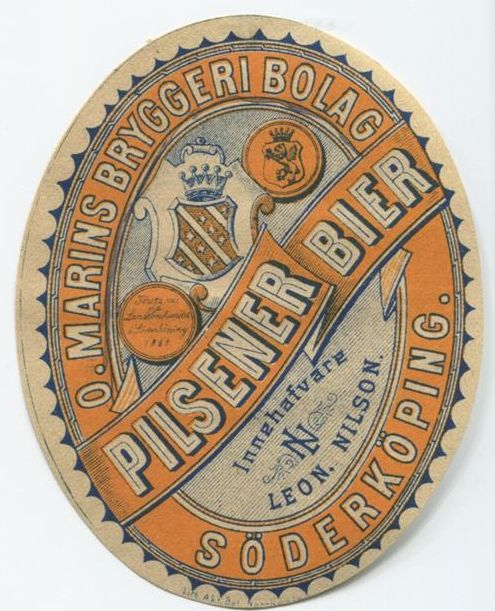 O. MARINS BRYGGERI BOLAG
PILSENER BIER
Innehafvare
N
LEON. NILSON.
SÖDERKÖPING.